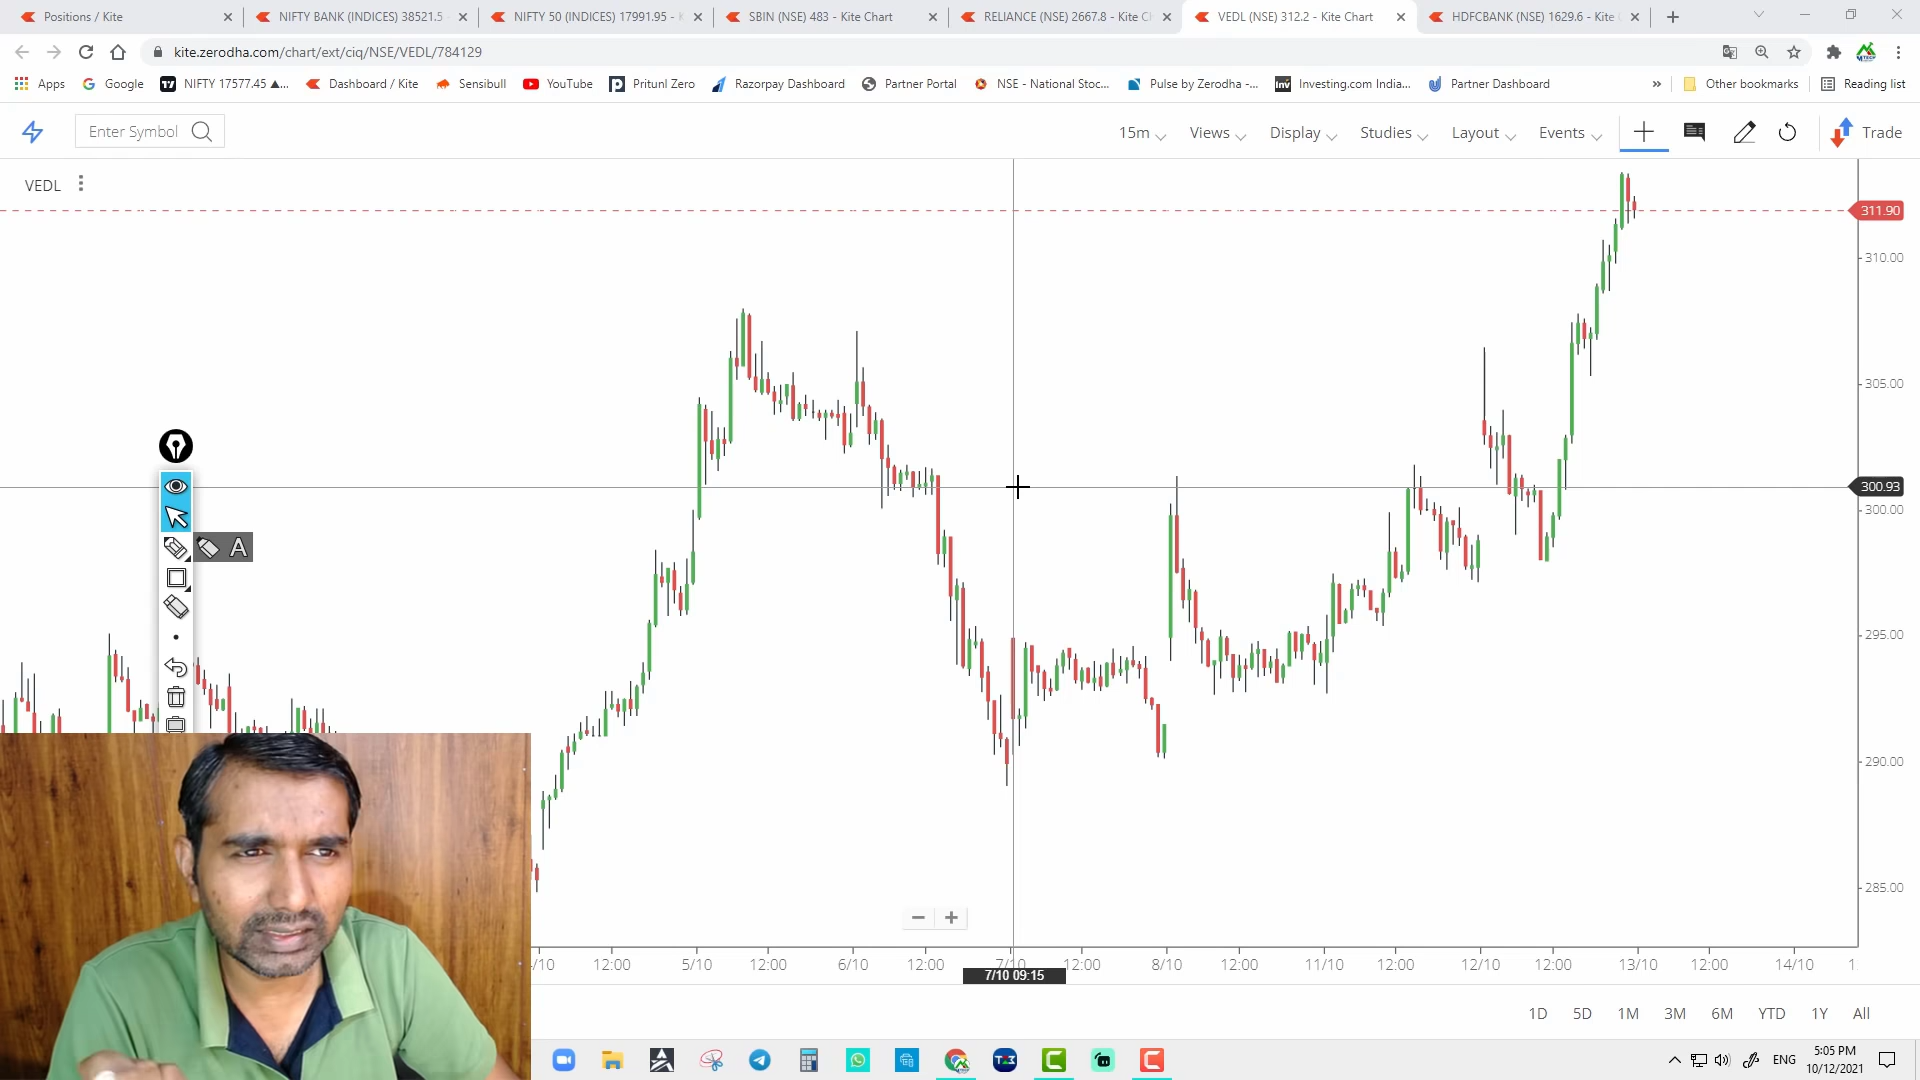 Positions / Kite
NIFTY BANK (INDICES) 38521.5
NIFTY 50 (INDICES) 17991.95 -
SBIN (NSE) 483 - Kite Chart
RELIANCE (NSE) 2667.8 - Kite C
VEDL (NSE) 312.2 - Kite Chart
HDFCBANK (NSE) 1629.6 - Kite
kite.zerodha.com/chart/ext/ciq/NSE/VEDL/784129
Apps Google NIFTY 17577.45 ▲... Dashboard / Kite Sensibull YouTube Pritunl Zero Razorpay Dashboard Partner Portal NSE - National Stoc... Pulse by Zerodha -... Investing.com India... Partner Dashboard » Other bookmarks Reading list
Enter Symbol 15m Views Display Studies Layout Events Trade
VEDL
311.90
310.00
305.00
300.93
300.00
295.00
290.00
285.00
A
/10 12:00 5/10 12:00 6/10 12:00 7/10 12:00 8/10 12:00 11/10 12:00 12/10 12:00 13/10 12:00 14/10 1
7/10 09:15
1D 5D 1M 3M 6M YTD 1Y All
ENG
5:05 PM
10/12/2021